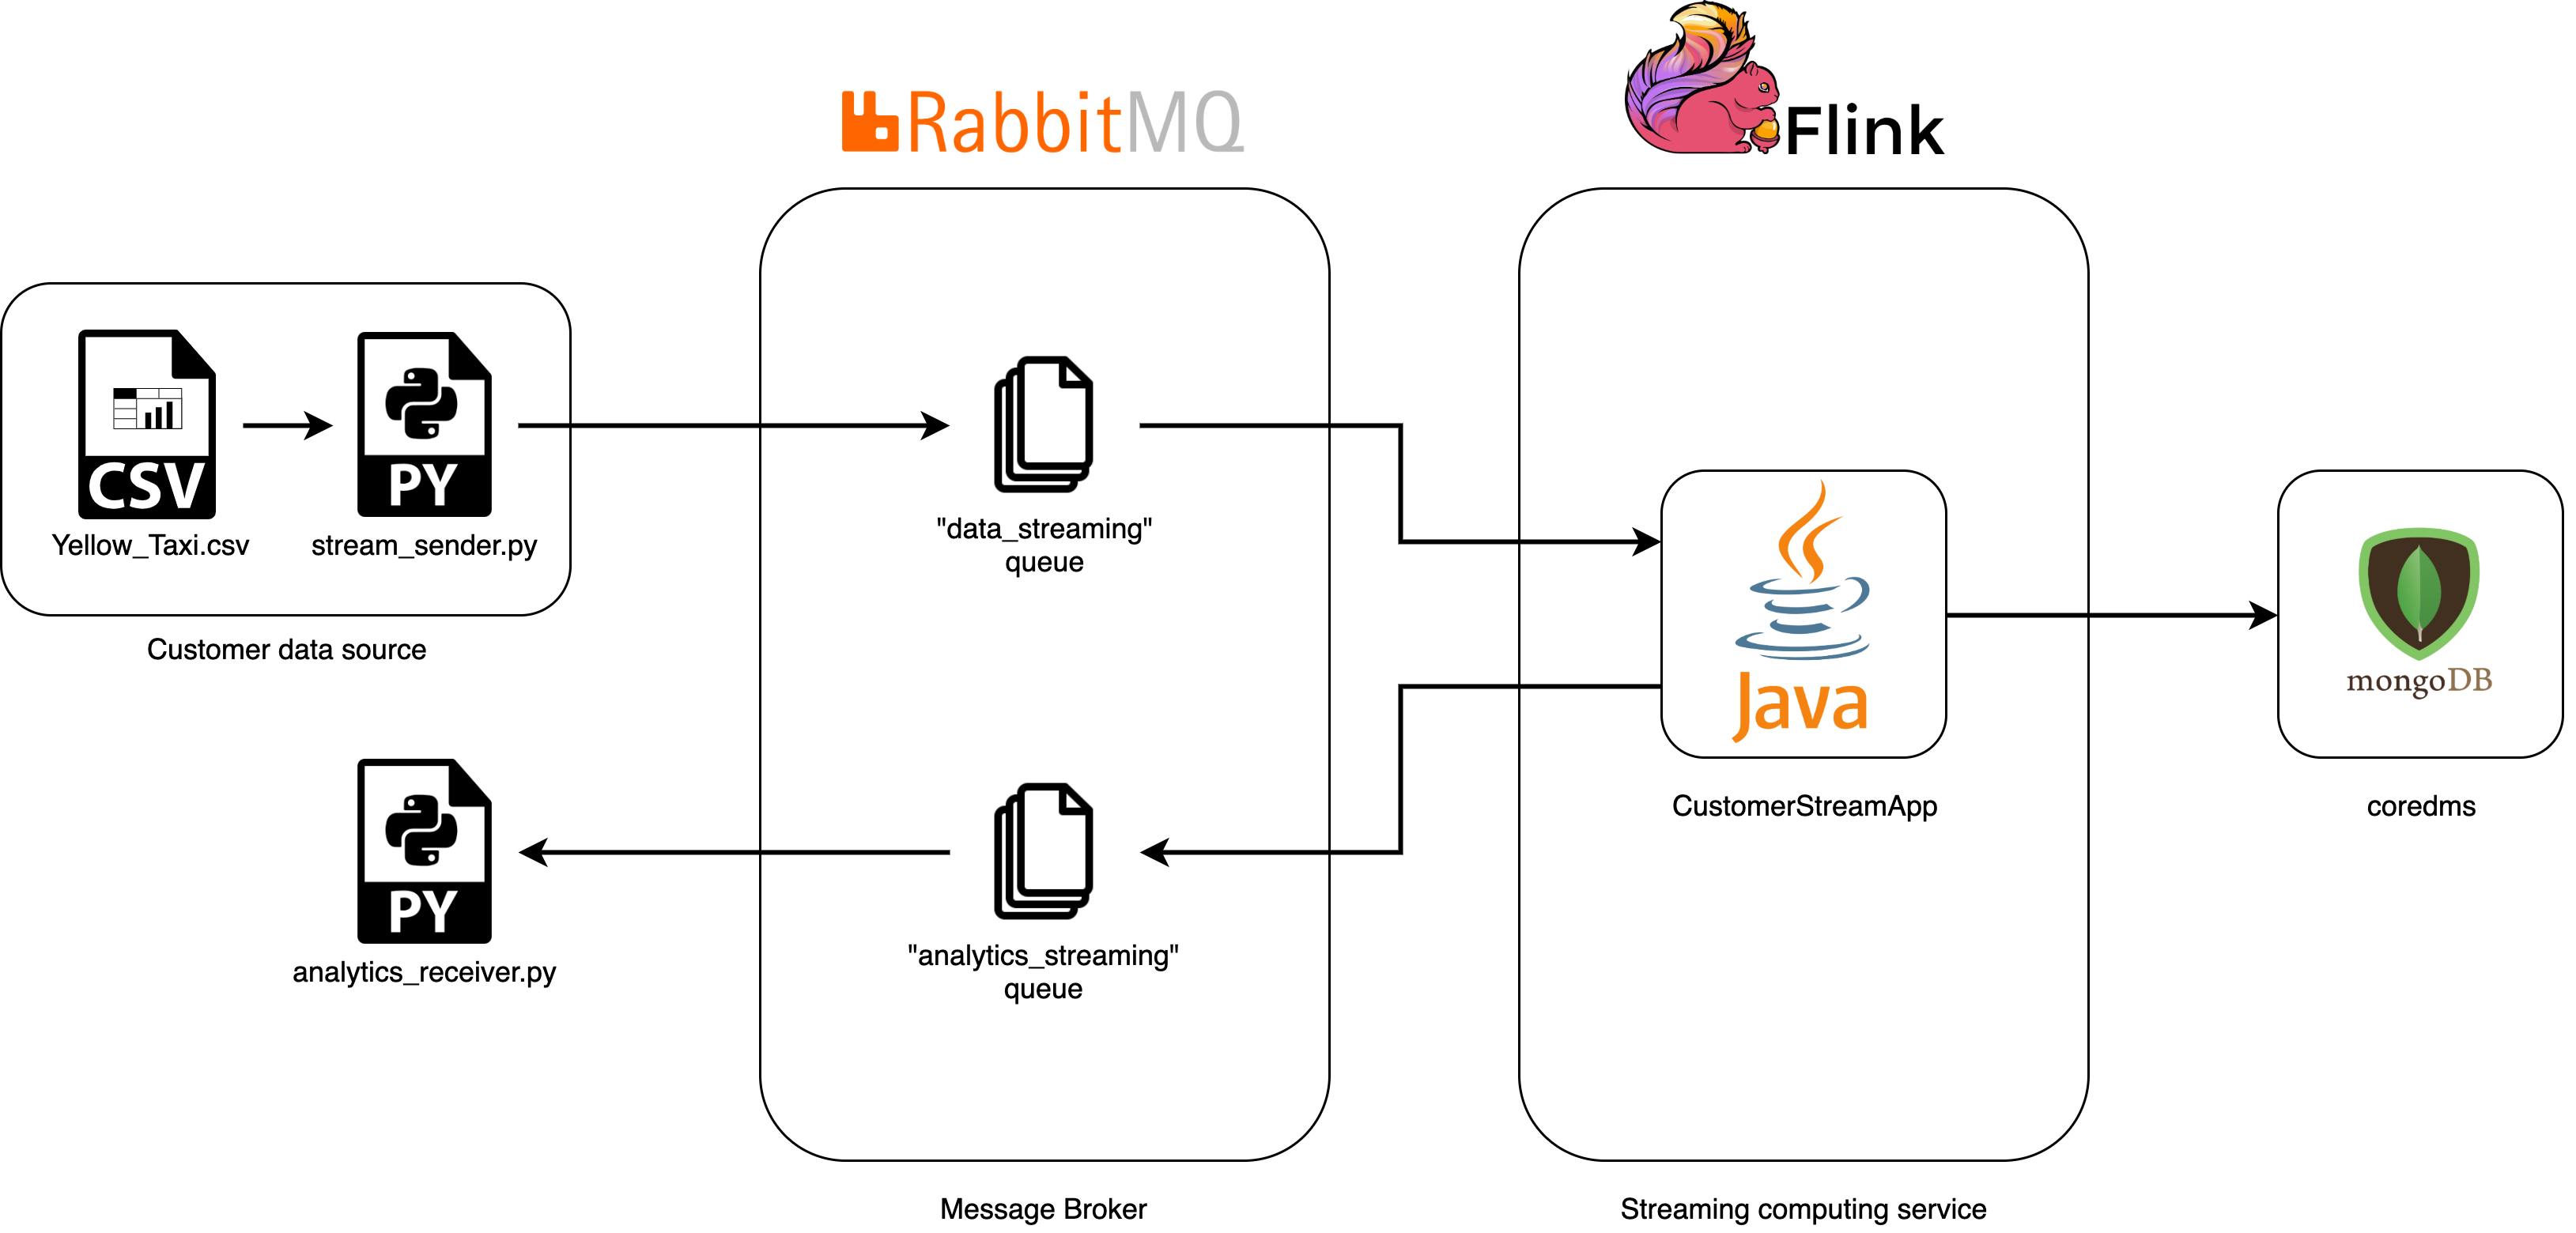 RabbitMQ
Flink
CSV
PY
Yellow_Taxi.csv
stream_sender.py
Customer data source
"data_streaming"
queue
Java
CustomerStreamApp
mongoDB
coredms
PY
analytics_receiver.py
"analytics_streaming"
queue
Message Broker
Streaming computing service